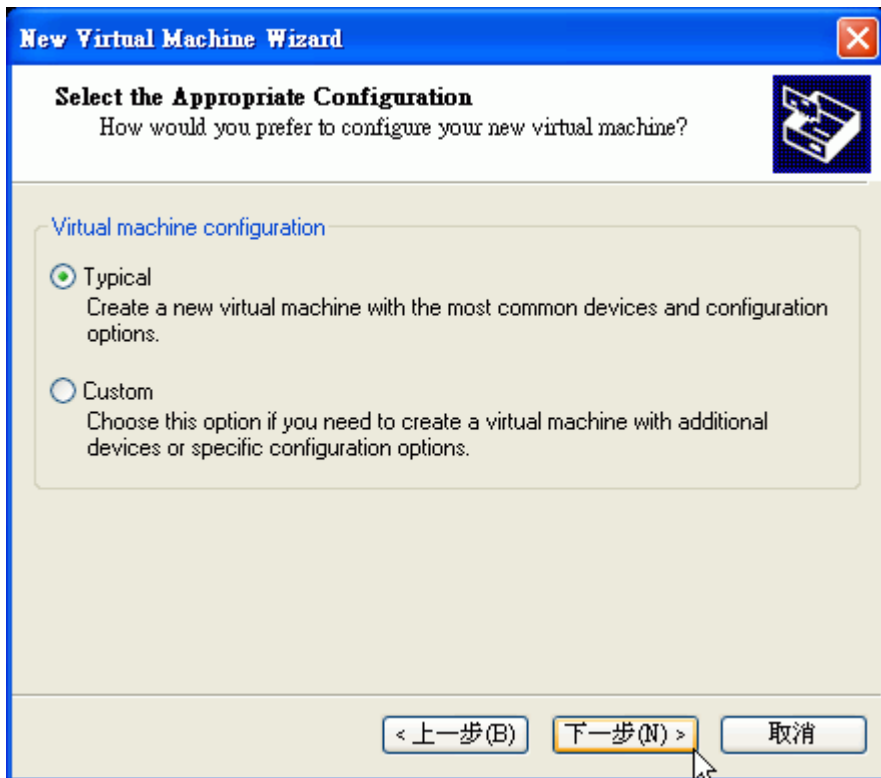 New Virtual Machine Wizard
Select the Appropriate Configuration
How would you prefer to configure your new virtual machine?
Virtual machine configuration
Typical
Create a new virtual machine with the most common devices and configuration
options.
Custom
Choose this option if you need to create a virtual machine with additional
devices or specific configuration options.
< 上一步(B)
下一步(N) >
取消